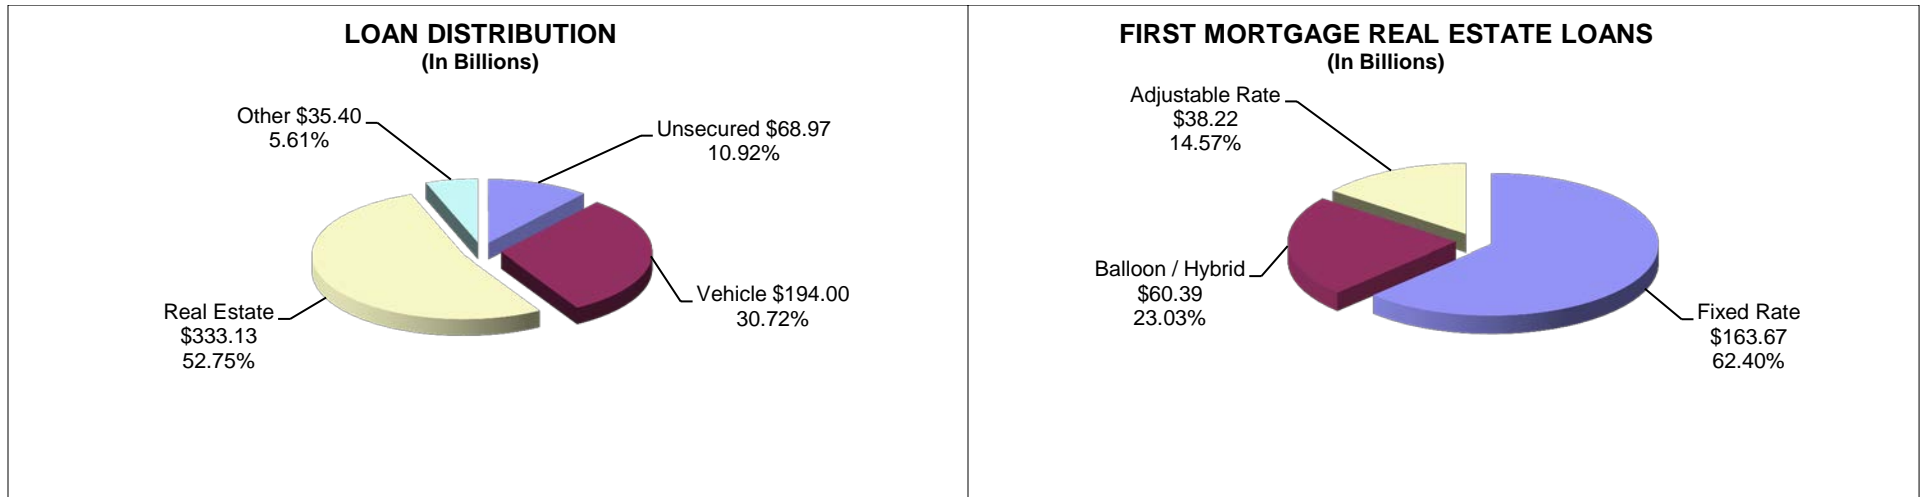 LOAN DISTRIBUTION
(In Billions)
Other $35.40
5.61%
Unsecured $68.97
10.92%
Vehicle $194.00
30.72%
Real Estate
$333.13
52.75%
FIRST MORTGAGE REAL ESTATE LOANS
(In Billions)
Adjustable Rate
$38.22
14.57%
Balloon / Hybrid
$60.39
23.03%
Fixed Rate
$163.67
62.40%